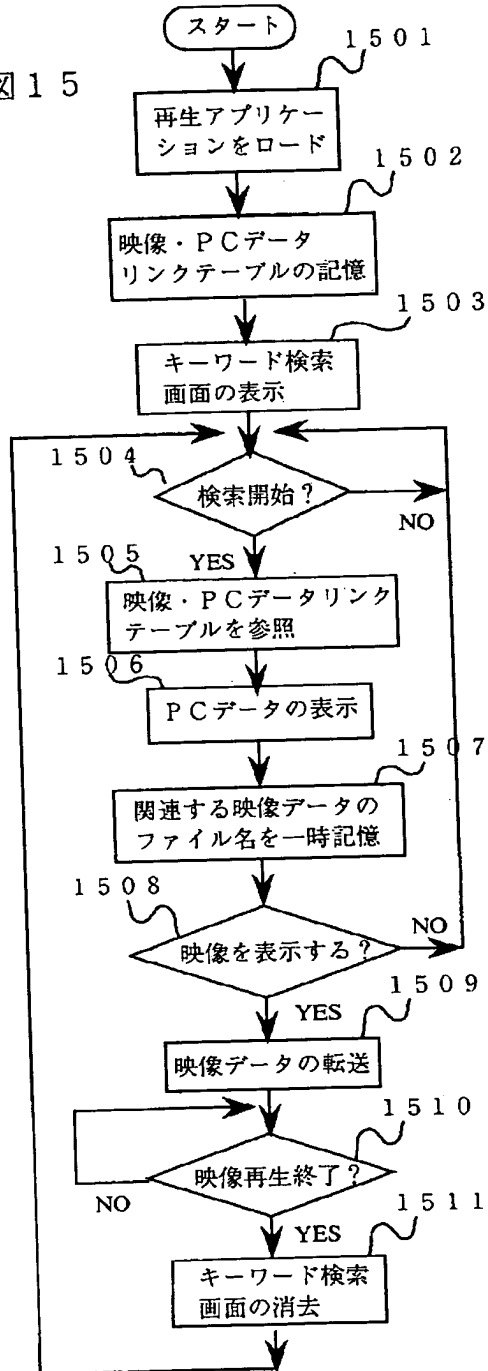 図１５
スタート
１５０１
再生アプリケー
ションをロード
１５０２
映像・ＰＣデータ
リンクテーブルの記憶
１５０３
キーワード検索
画面の表示
１５０４
検索開始？
NO
YES
１５０５
映像・ＰＣデータリンク
テーブルを参照
１５０６
ＰＣデータの表示
１５０７
関連する映像データの
ファイル名を一時記憶
１５０８
映像を表示する？
NO
YES
１５０９
映像データの転送
１５１０
映像再生終了？
NO
YES
１５１１
キーワード検索
画面の消去